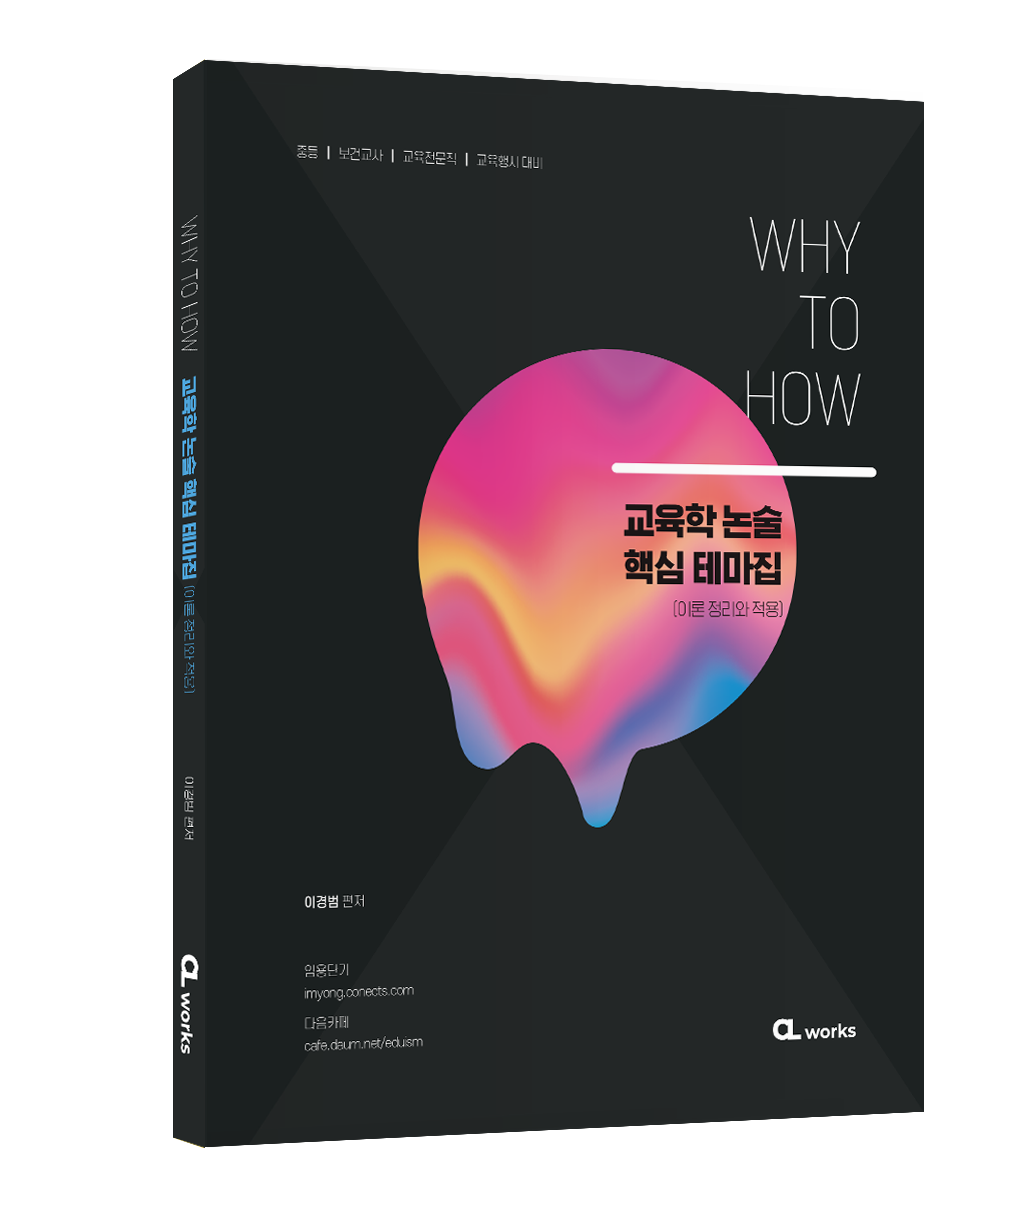 중등 | 보건교사 | 교육전문직 | 교육행시 대비
WHY
TO
HOW
교육학 논술
핵심 테마집
(이론 정리와 적용)
이경범 편저
임용단기
imyong.conects.com
다음카페
cafe.daum.net/eduism
CL works
WHY TO HOW 교육학 논술 핵심 테마집 (이론 정리와 적용) 이경범 편저 CL works